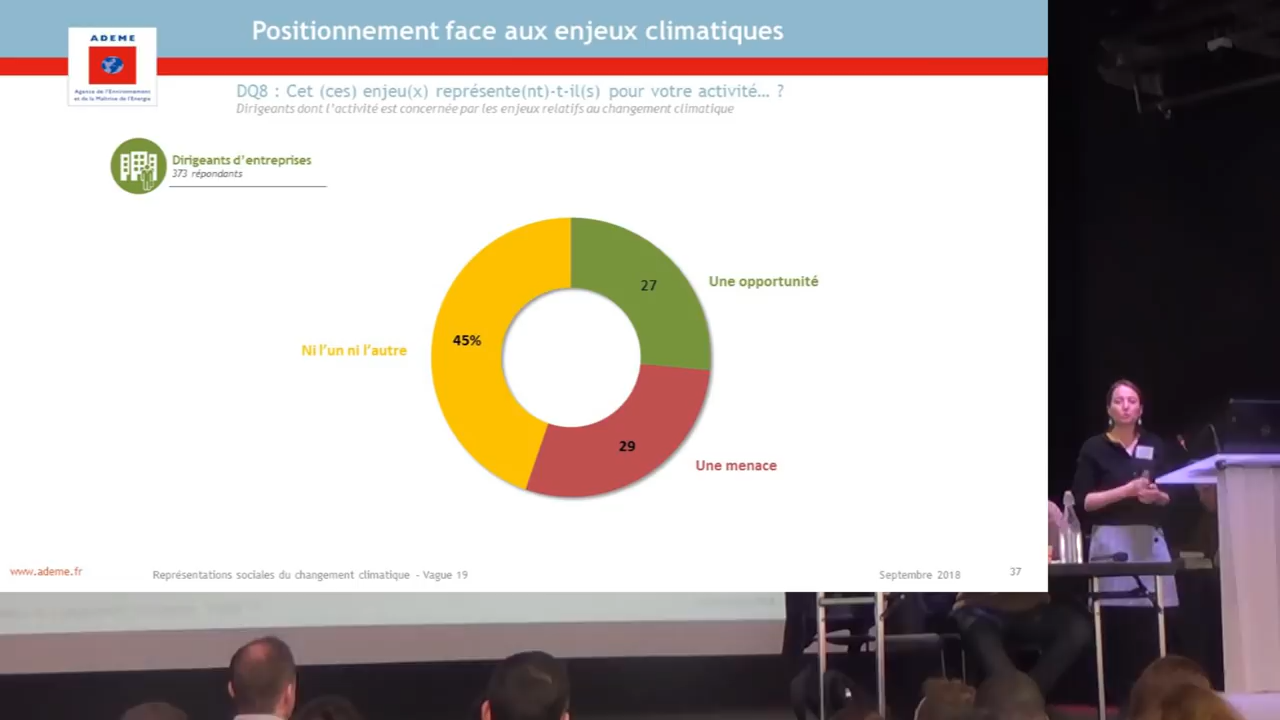 Positionnement face aux enjeux climatiques
ADEME
Agence de l'Environnement
et de la Maîtrise de l'Energie
DQ8 : Cet (ces) enjeu(x) représente(nt)-t-il(s) pour votre activité... ?
Dirigeants dont l'activité est concernée par les enjeux relatifs au changement climatique
Dirigeants d'entreprises
373 répondants
27
Une opportunité
45%
Ni l'un ni l'autre
29
Une menace
www.ademe.fr
Représentations sociales du changement climatique - Vague 19
Septembre 2018
37